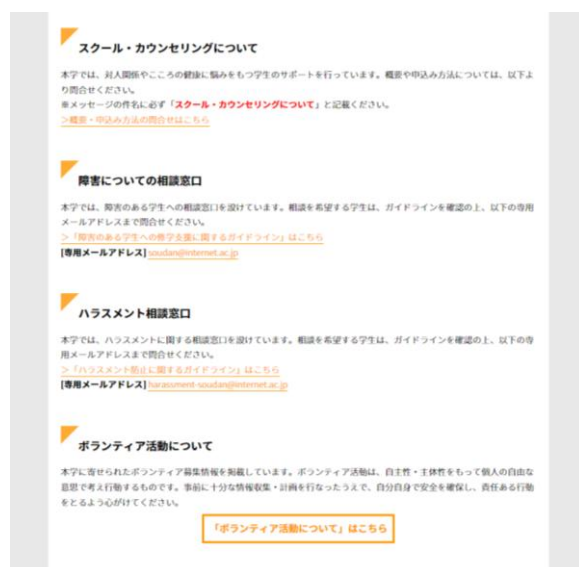 スクール・カウンセリングについて
本学では、対人関係やこころの健康に悩みをもつ学生のサポートを行っています。概要や申込み方法については、以下よ
り問合せください。
※メッセージの件名に必ず「スクール・カウンセリングについて」と記載ください。
＞概要・申込み方法の問合せはこちら
障害についての相談窓口
本学では、障害のある学生への相談窓口を設けています。相談を希望する学生は、ガイドラインを確認の上、以下の専用
メールアドレスまで問合せください。
＞「障害のある学生への修学支援に関するガイドライン」はこちら
[専用メールアドレス] soudan@internet.ac.jp
ハラスメント相談窓口
本学では、ハラスメントに関する相談窓口を設けています。相談を希望する学生は、ガイドラインを確認の上、以下の専
用メールアドレスまで問合せください。
＞「ハラスメント防止に関するガイドライン」はこちら
[専用メールアドレス] harassment-soudan@internet.ac.jp
ボランティア活動について
本学に寄せられたボランティア募集情報を掲載しています。ボランティア活動は、自主性・主体性をもって個人の自由な
意思で考え行動するものです。事前に十分な情報収集・計画を行なったうえで、自分自身で安全を確保し、責任ある行動
をとるよう心がけてください。
「ボランティア活動について」はこちら